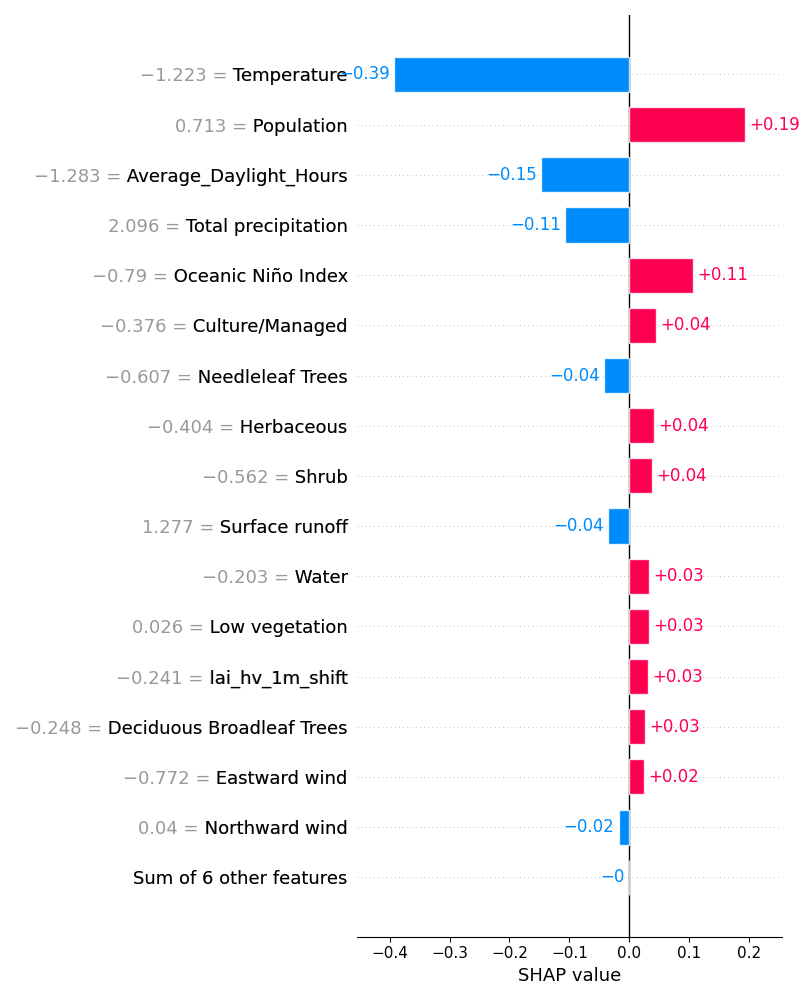 −1.223 = Temperature −0.39
0.713 = Population +0.19
−1.283 = Average_Daylight_Hours −0.15
2.096 = Total precipitation −0.11
−0.79 = Oceanic Niño Index +0.11
−0.376 = Culture/Managed +0.04
−0.607 = Needleleaf Trees −0.04
−0.404 = Herbaceous +0.04
−0.562 = Shrub +0.04
1.277 = Surface runoff −0.04
−0.203 = Water +0.03
0.026 = Low vegetation +0.03
−0.241 = lai_hv_1m_shift +0.03
−0.248 = Deciduous Broadleaf Trees +0.03
−0.772 = Eastward wind +0.02
0.04 = Northward wind −0.02
Sum of 6 other features −0
−0.4 −0.3 −0.2 −0.1 0.0 0.1 0.2
SHAP value